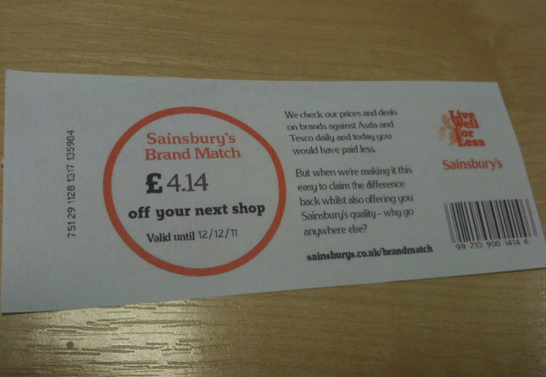 751 29 1128 1317 135984
Sainsbury's
Brand Match
£4.14
off your next shop
Valid until 12/12/11
We check our prices and deals
on brands against Asda and
Tesco daily and today you
would have paid less.
But when we're making it this
easy to claim the difference
back whilst also offering you
Sainsbury's quality - why go
anywhere else?
sainsburys.co.uk/brandmatch
Live
Well
For
Less
Sainsbury's
99 210 900 1414 6